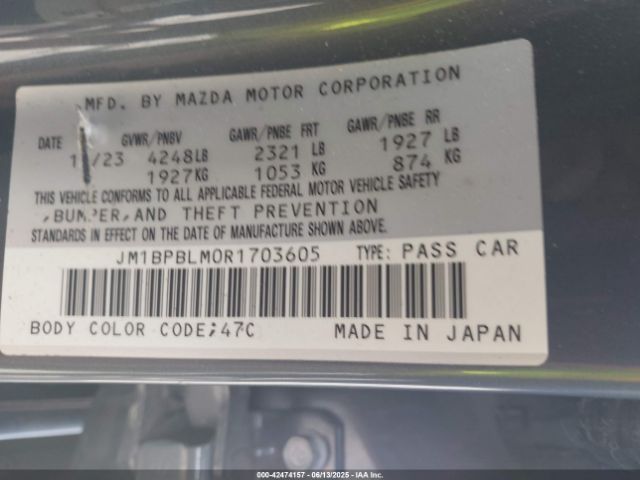 MFD. BY MAZDA MOTOR CORPORATION
DATE GVWR/PNBV GAWR/PNBE FRT GAWR/PNBE RR
/23 4248LB 2321 LB 1927 LB
1927KG 1053 KG 874 KG
THIS VEHICLE CONFORMS TO ALL APPLICABLE FEDERAL MOTOR VEHICLE SAFETY
,BUMPER,AND THEFT PREVENTION
STANDARDS IN EFFECT ON THE DATE OF MANUFACTURE SHOWN ABOVE.
JM1BPBLM0R1703605 TYPE: PASS CAR
BODY COLOR CODE;47C MADE IN JAPAN
00-42474157 - 06/13/2025 - IAA Inc.